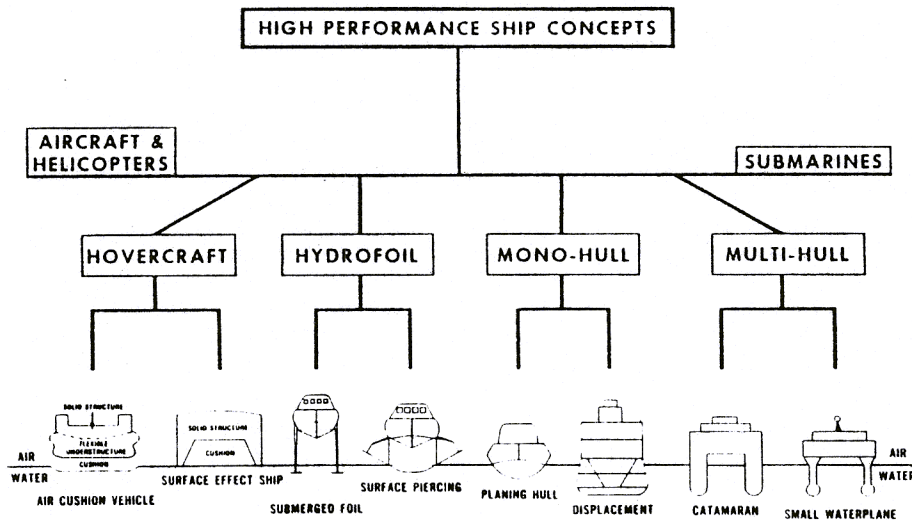 HIGH PERFORMANCE SHIP CONCEPTS
AIRCRAFT &
HELICOPTERS
SUBMARINES
HOVERCRAFT
HYDROFOIL
MONO-HULL
MULTI-HULL
SOLID STRUCTURE
FLEXIBLE
UNDERSTRUCTURE
CUSHION
SOLID STRUCTURE
CUSHION
AIR
WATER
AIR
WATER
AIR CUSHION VEHICLE
SURFACE EFFECT SHIP
SUBMERGED FOIL
SURFACE PIERCING
PLANING HULL
DISPLACEMENT
CATAMARAN
SMALL WATERPLANE